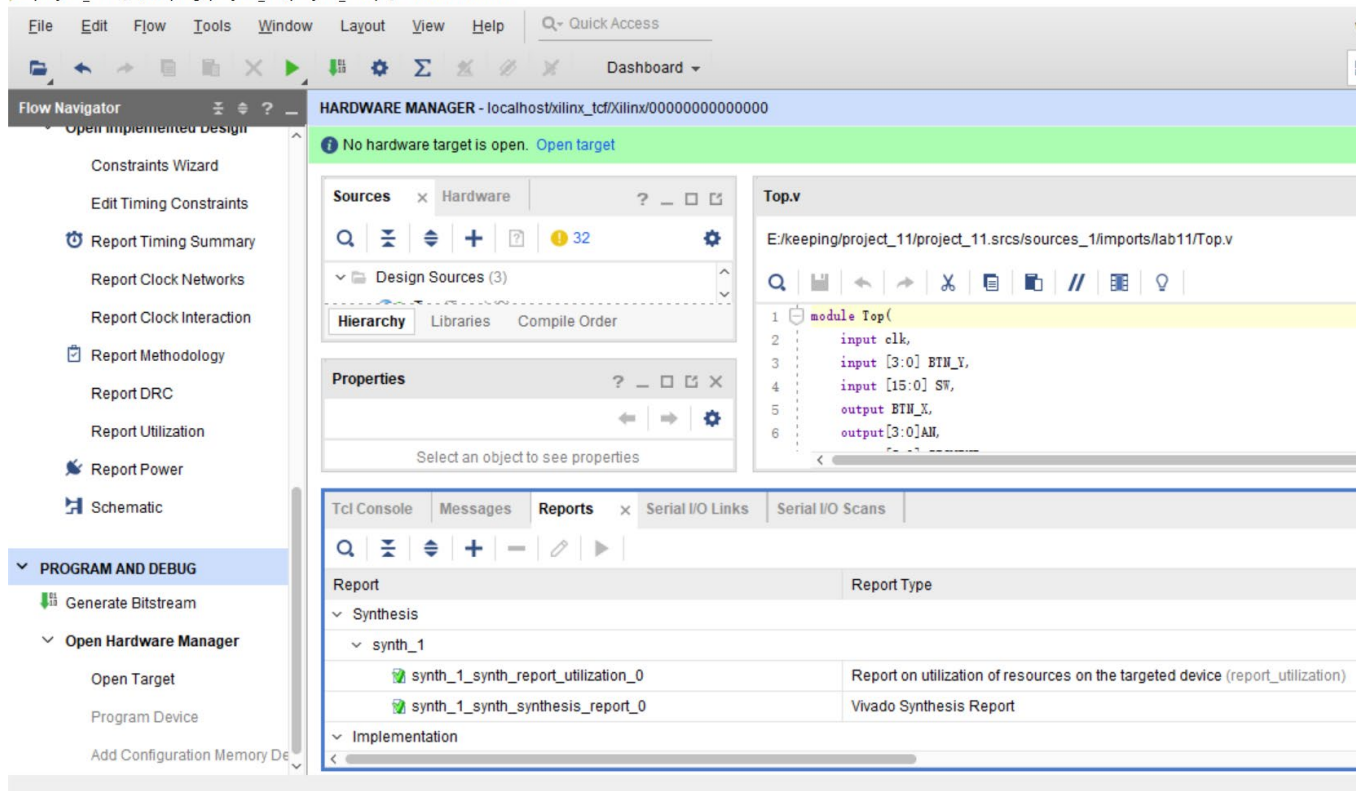 File Edit Flow Tools Window Layout View Help Quick Access
Dashboard
Flow Navigator
Open Implemented Design
Constraints Wizard
Edit Timing Constraints
Report Timing Summary
Report Clock Networks
Report Clock Interaction
Report Methodology
Report DRC
Report Utilization
Report Power
Schematic
PROGRAM AND DEBUG
Generate Bitstream
Open Hardware Manager
Open Target
Program Device
Add Configuration Memory De
HARDWARE MANAGER - localhost/xilinx_tcf/Xilinx/00000000000000
No hardware target is open. Open target
Sources Hardware
32
Design Sources (3)
Hierarchy Libraries Compile Order
Properties
Select an object to see properties
Top.v
E:/keeping/project_11/project_11.srcs/sources_1/imports/lab11/Top.v
1 module Top(
2 input clk,
3 input [3:0] BTN_Y,
4 input [15:0] SW,
5 output BTN_X,
6 output[3:0]AN,
Tcl Console Messages Reports Serial I/O Links Serial I/O Scans
Report Report Type
Synthesis
synth_1
synth_1_synth_report_utilization_0 Report on utilization of resources on the targeted device (report_utilization)
synth_1_synth_synthesis_report_0 Vivado Synthesis Report
Implementation